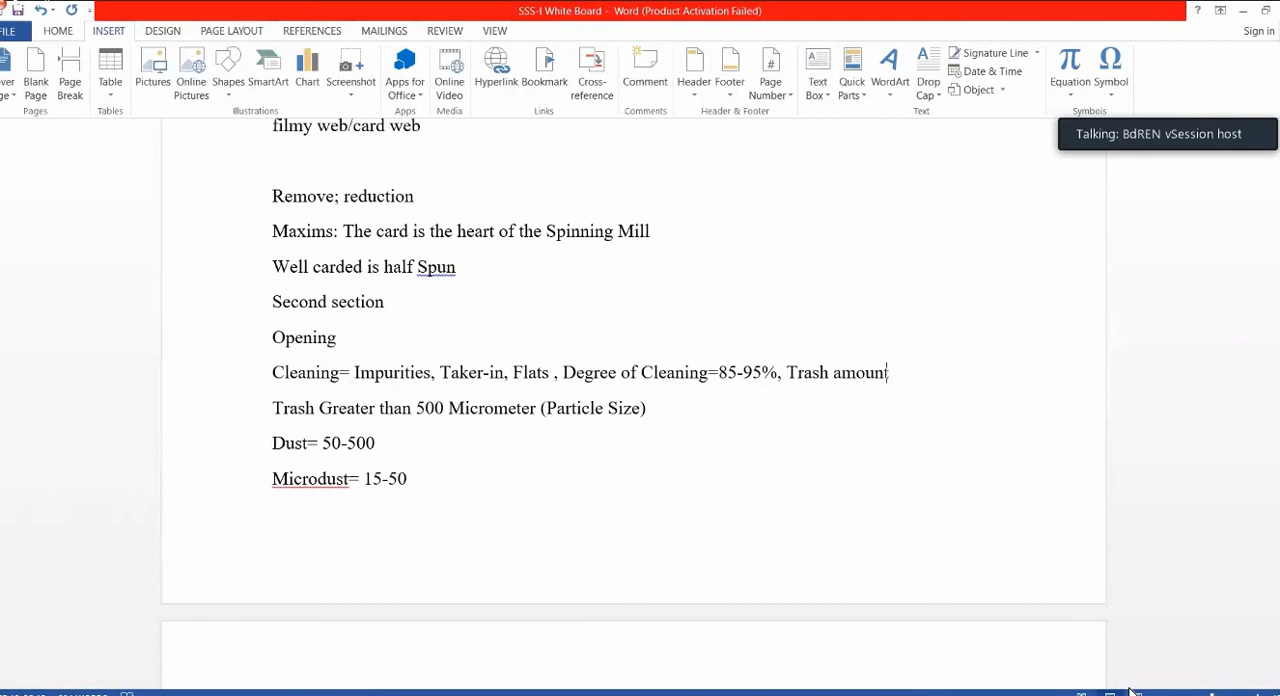 SSS-I White Board - Word (Product Activation Failed)
FILE HOME INSERT DESIGN PAGE LAYOUT REFERENCES MAILINGS REVIEW VIEW Sign in
Blank Page
Page Break
Table
Pictures
Online Pictures
Shapes
SmartArt
Chart
Screenshot
Apps for Office
Online Video
Hyperlink
Bookmark
Cross-reference
Comment
Header
Footer
Page Number
Text Box
Quick Parts
WordArt
Drop Cap
Signature Line
Date & Time
Object
Equation
Symbol
Pages Tables Illustrations Apps Media Links Comments Header & Footer Text Symbols
Talking: BdREN vSession host
filmy web/card web
Remove; reduction
Maxims: The card is the heart of the Spinning Mill
Well carded is half Spun
Second section
Opening
Cleaning= Impurities, Taker-in, Flats , Degree of Cleaning=85-95%, Trash amount
Trash Greater than 500 Micrometer (Particle Size)
Dust= 50-500
Microdust= 15-50